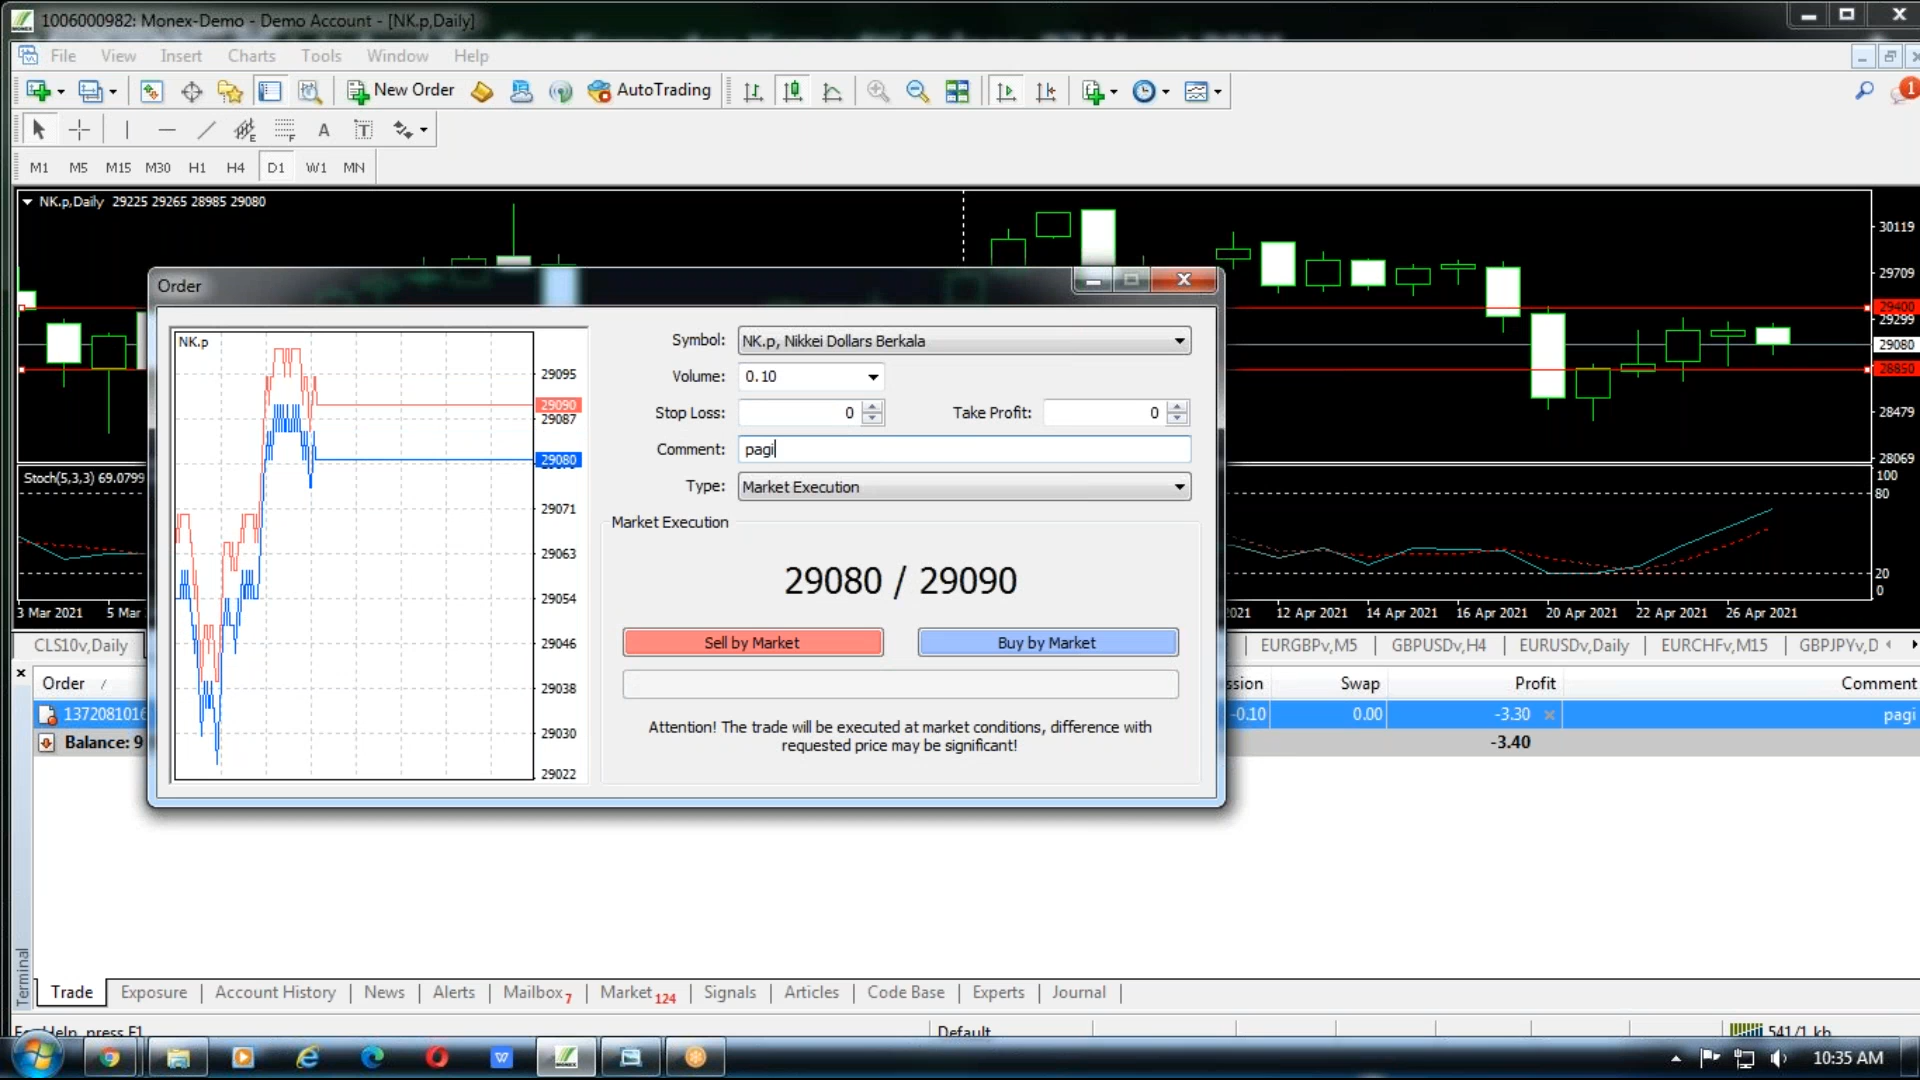 1006000982: Monex-Demo - Demo Account - [NK.p,Daily]
File View Insert Charts Tools Window Help
New Order AutoTrading 1
A T
M1 M5 M15 M30 H1 H4 D1 W1 MN
NK.p,Daily 29225 29265 28985 29080
30119
29709
29400
29299
29080
28850
28479
28069
Order
NK.p
29095
29090
29087
29080
29071
29063
29054
29046
29038
29030
29022
Symbol: NK.p, Nikkei Dollars Berkala
Volume: 0.10
Stop Loss: 0 Take Profit: 0
Comment: pagi
Type: Market Execution
Market Execution
29080 / 29090
Sell by Market Buy by Market
Attention! The trade will be executed at market conditions, difference with
requested price may be significant!
Stoch(5,3,3) 69.0799
100
80
20
0
3 Mar 2021 5 Mar 2021 12 Apr 2021 14 Apr 2021 16 Apr 2021 20 Apr 2021 22 Apr 2021 26 Apr 2021
CLS10v,Daily EURGBPv,M5 GBPUSDv,H4 EURUSDv,Daily EURCHFv,M15 GBPJPYv,D
Order / ssion Swap Profit Comment
1372081016 -0.10 0.00 -3.30 pagi
Balance: 9 -3.40
Terminal
Trade Exposure Account History News Alerts Mailbox 7 Market 124 Signals Articles Code Base Experts Journal
For Help, press F1 Default 541/1 kb
10:35 AM